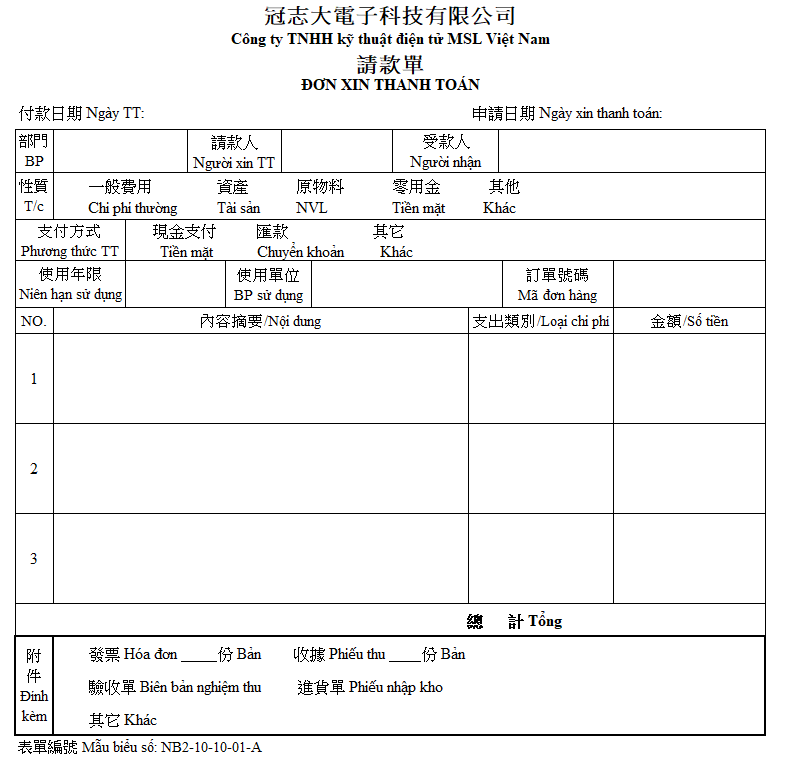 冠志大電子科技有限公司
Công ty TNHH kỹ thuật điện tử MSL Việt Nam
請款單
ĐƠN XIN THANH TOÁN
付款日期 Ngày TT: 申請日期 Ngày xin thanh toán:
部門 請款人 受款人
BP Người xin TT Người nhận
性質 一般費用 資產 原物料 零用金 其他
T/c Chi phí thường Tài sản NVL Tiền mặt Khác
支付方式 現金支付 匯款 其它
Phương thức TT Tiền mặt Chuyển khoản Khác
使用年限 使用單位 訂單號碼
Niên hạn sử dụng BP sử dụng Mã đơn hàng
NO. 內容摘要/Nội dung 支出類別/Loại chi phí 金額/Số tiền
1
2
3
總 計 Tổng
附件 Đính kèm
發票 Hóa đơn _____份 Bản 收據 Phiếu thu ____份 Bản
驗收單 Biên bản nghiệm thu 進貨單 Phiếu nhập kho
其它 Khác
表單編號 Mẫu biểu số: NB2-10-10-01-A